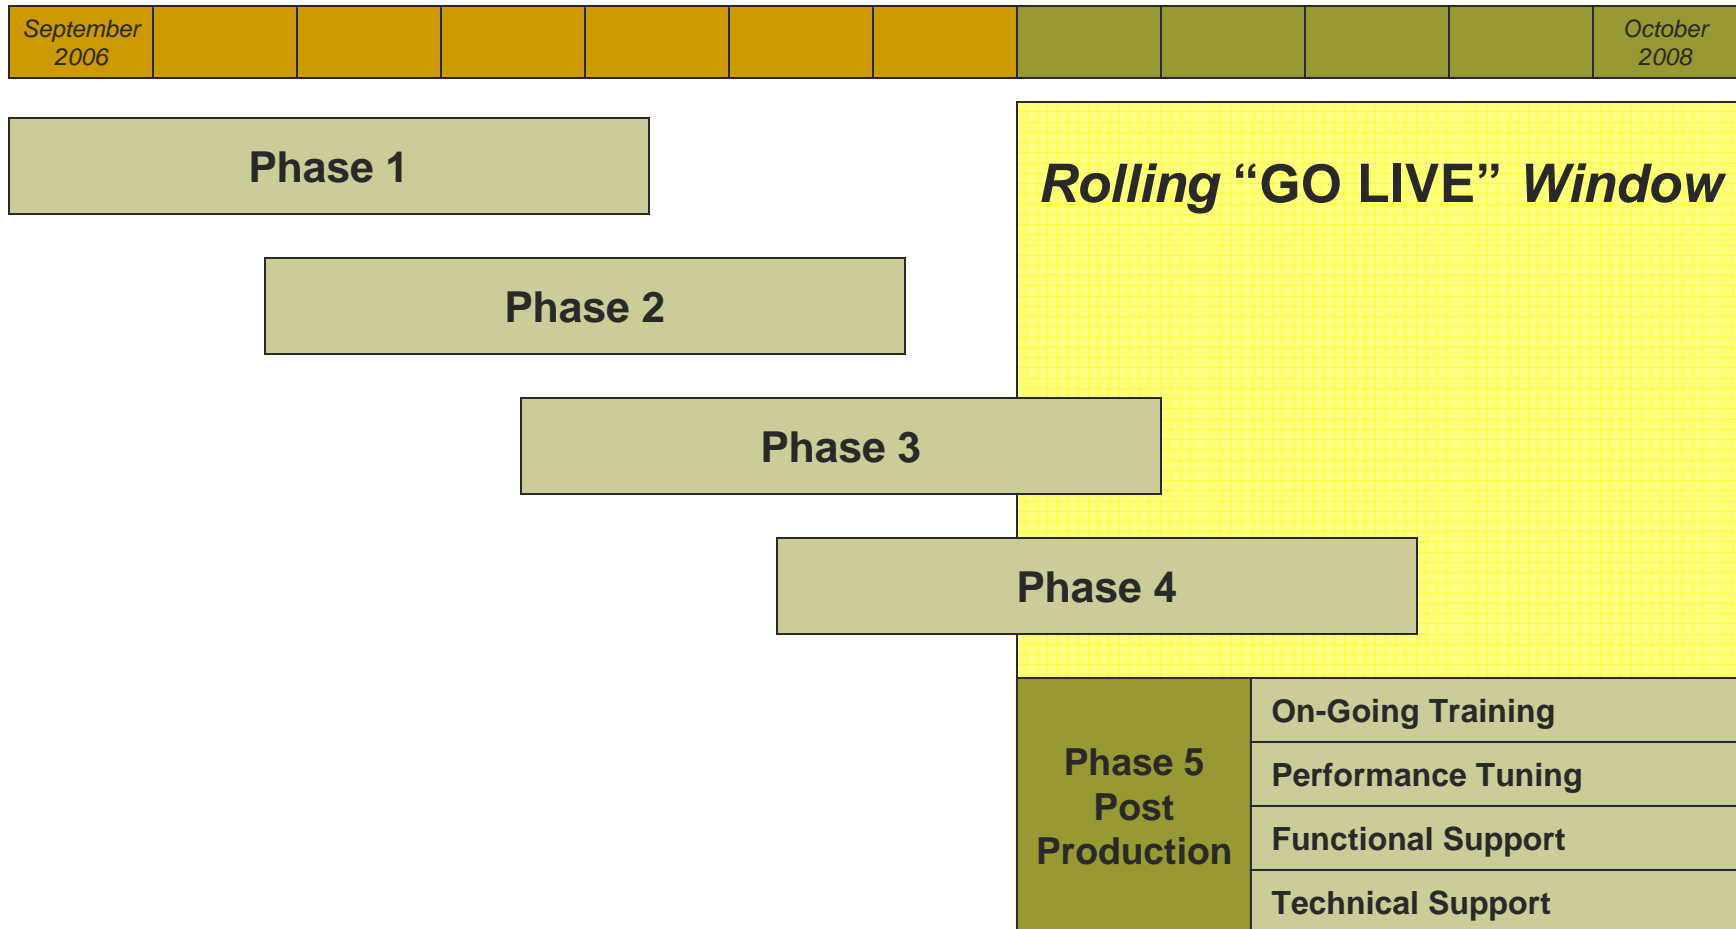 September
2006
October
2008
Phase 1
Rolling “GO LIVE” Window
Phase 2
Phase 3
Phase 4
Phase 5
Post
Production
On-Going Training
Performance Tuning
Functional Support
Technical Support